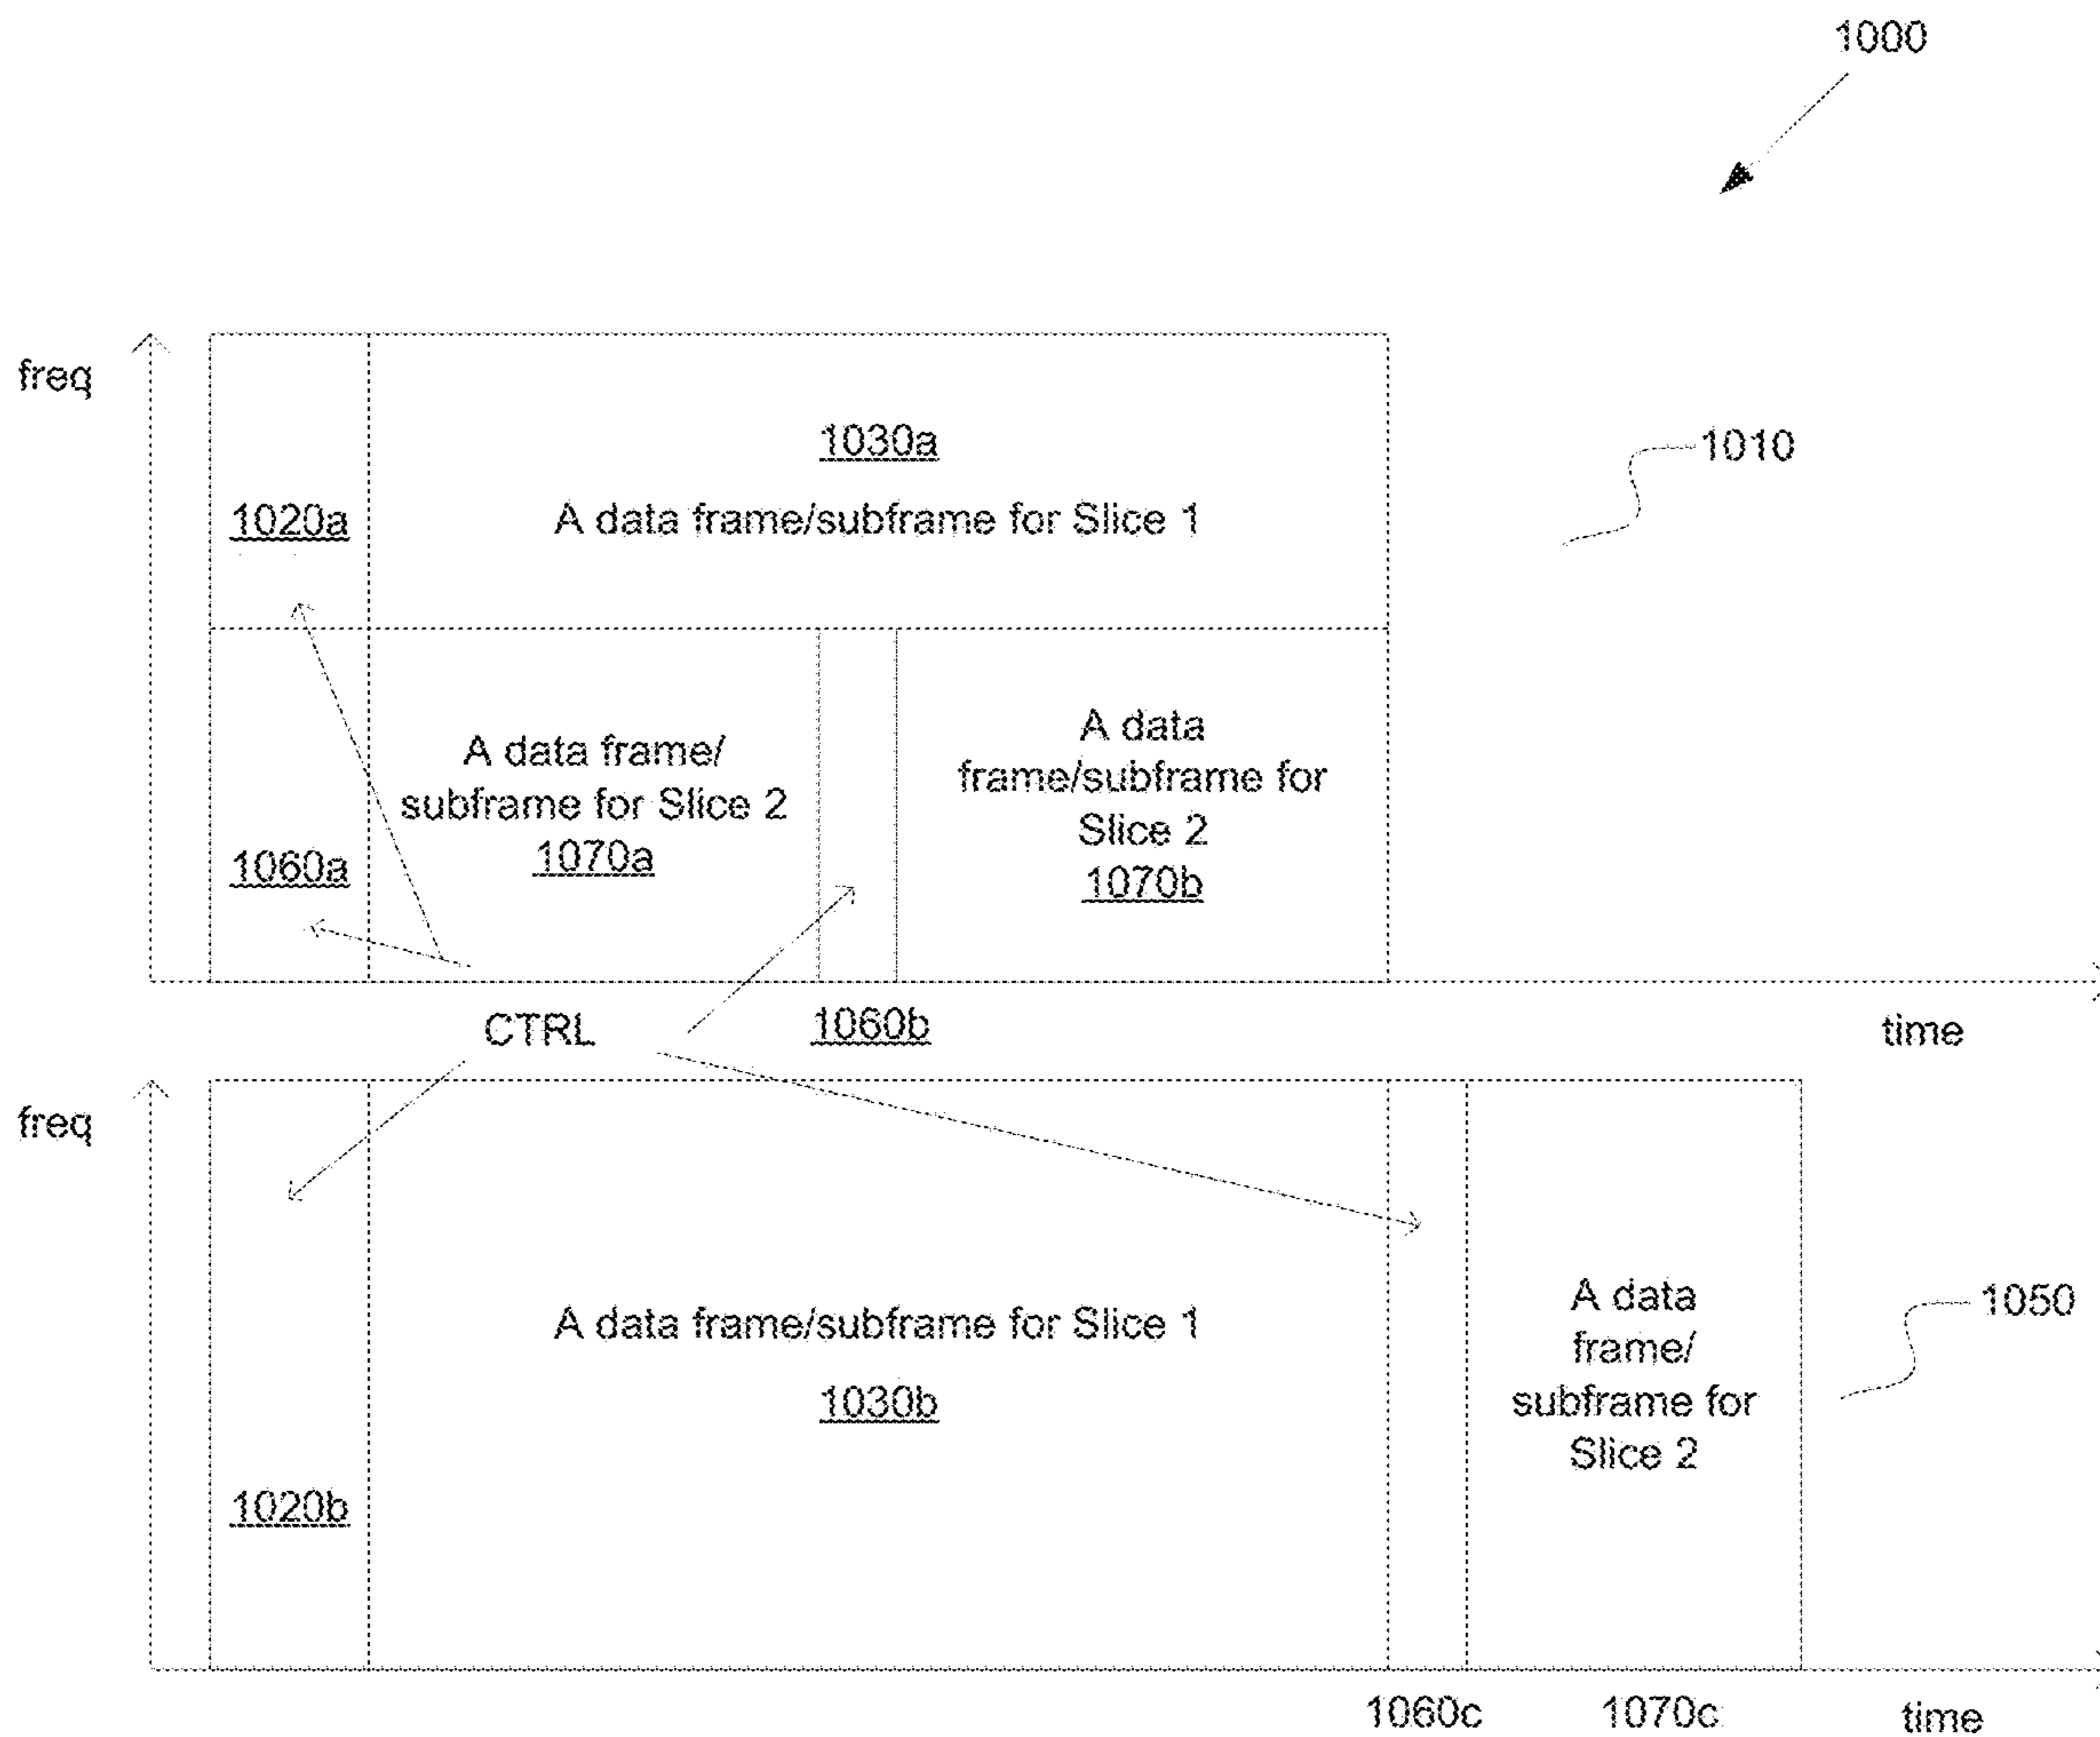 1000
freq
1030a
1010
1020a
A data frame/subframe for Slice 1
A data frame/
subframe for Slice 2
1070a
A data
frame/subframe for
Slice 2
1070b
1060a
CTRL
1060b
time
freq
A data frame/subframe for Slice 1
1030b
A data
frame/
subframe for
Slice 2
1050
1020b
1060c
1070c
time